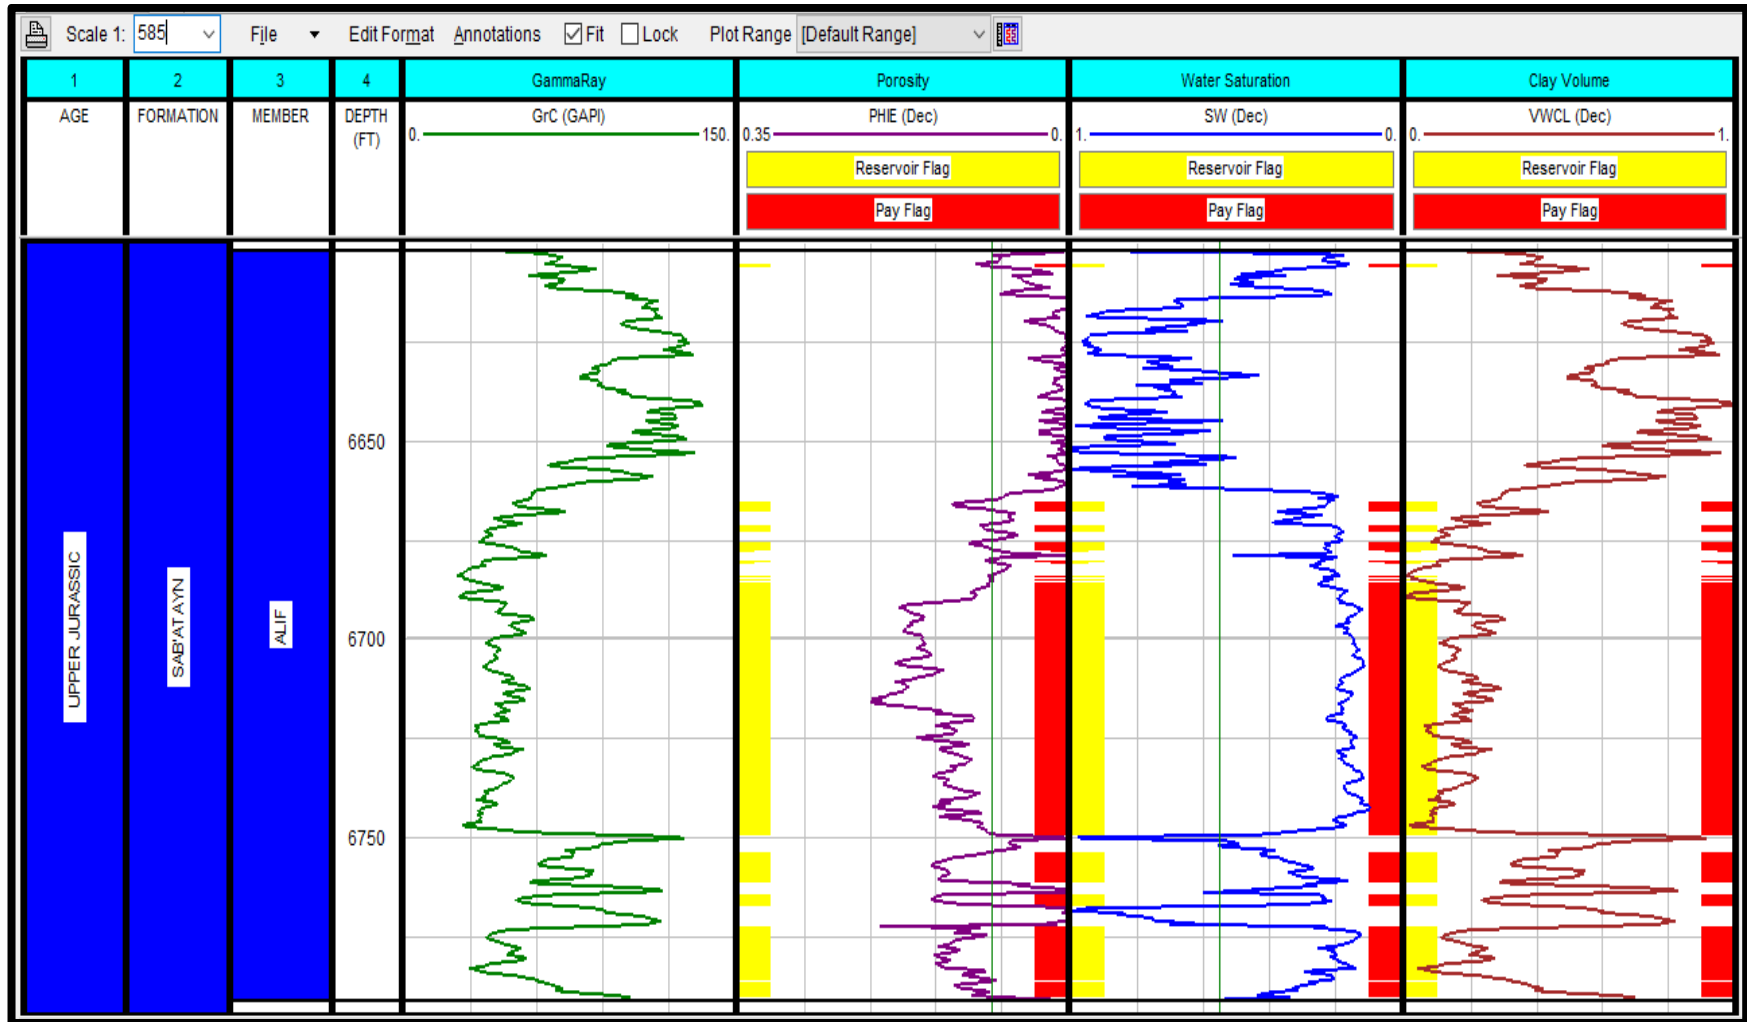 Scale 1: 585 File Edit Format Annotations Fit Lock Plot Range [Default Range]
1 2 3 4 GammaRay Porosity Water Saturation Clay Volume
AGE FORMATION MEMBER DEPTH GrC (GAPI) PHIE (Dec) SW (Dec) VWCL (Dec)
(FT) 0. 150. 0.35 0. 1. 0. 0. 1.
Reservoir Flag Reservoir Flag Reservoir Flag
Pay Flag Pay Flag Pay Flag
6650
UPPER JURASSIC
SAB'AT AYN
ALIF
6700
6750